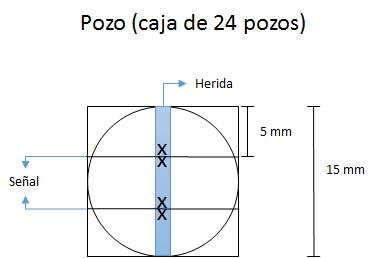 Pozo (caja de 24 pozos)
Herida
5 mm
X
X
15 mm
Señal
X
X